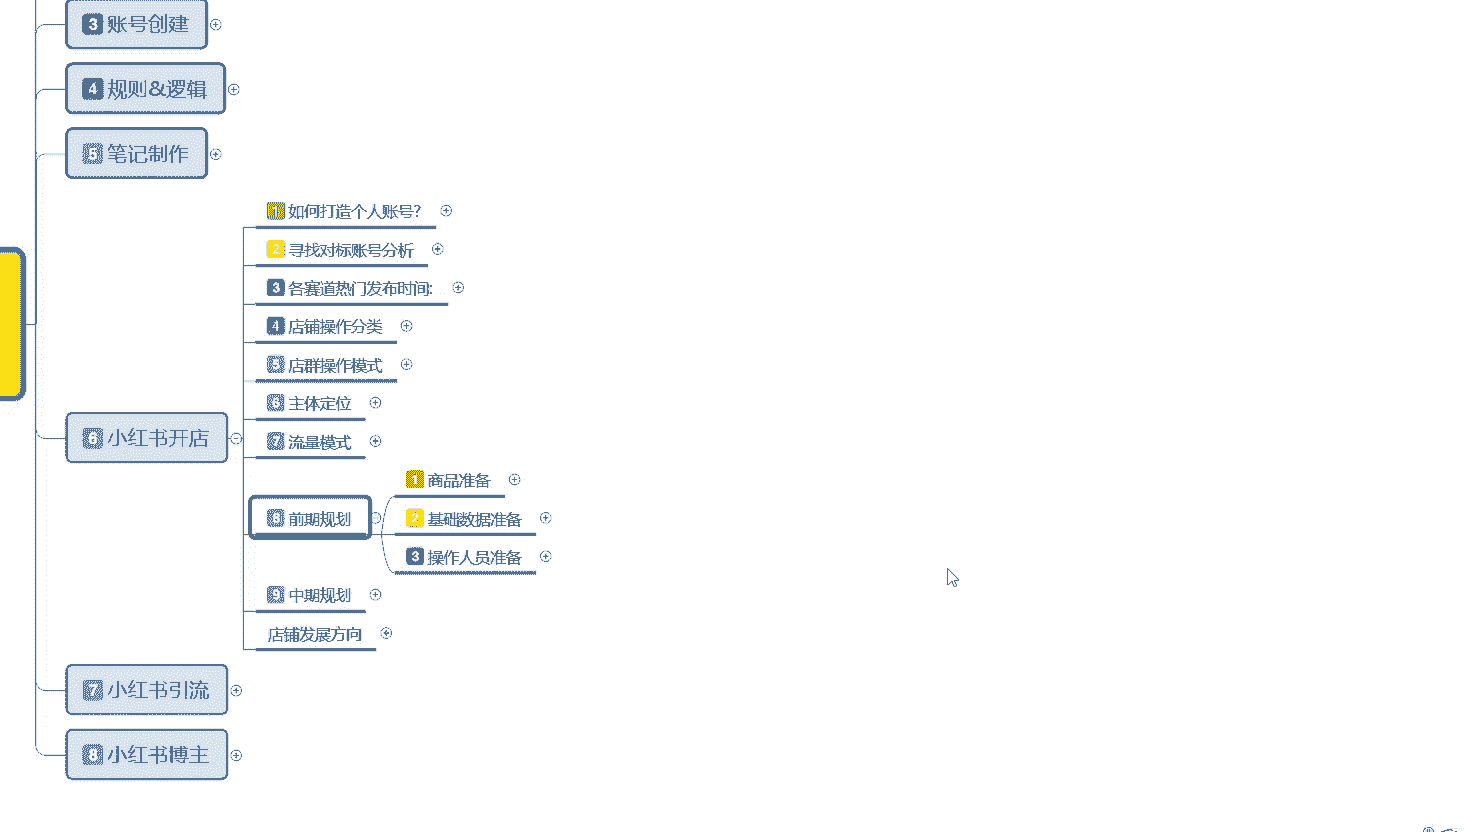 3 账号创建
4 规则&逻辑
5 笔记制作
6 小红书开店
1 如何打造个人账号?
2 寻找对标账号分析
3 各赛道热门发布时间:
4 店铺操作分类
5 店群操作模式
6 主体定位
7 流量模式
8 前期规划
1 商品准备
2 基础数据准备
3 操作人员准备
9 中期规划
店铺发展方向
7 小红书引流
8 小红书博主